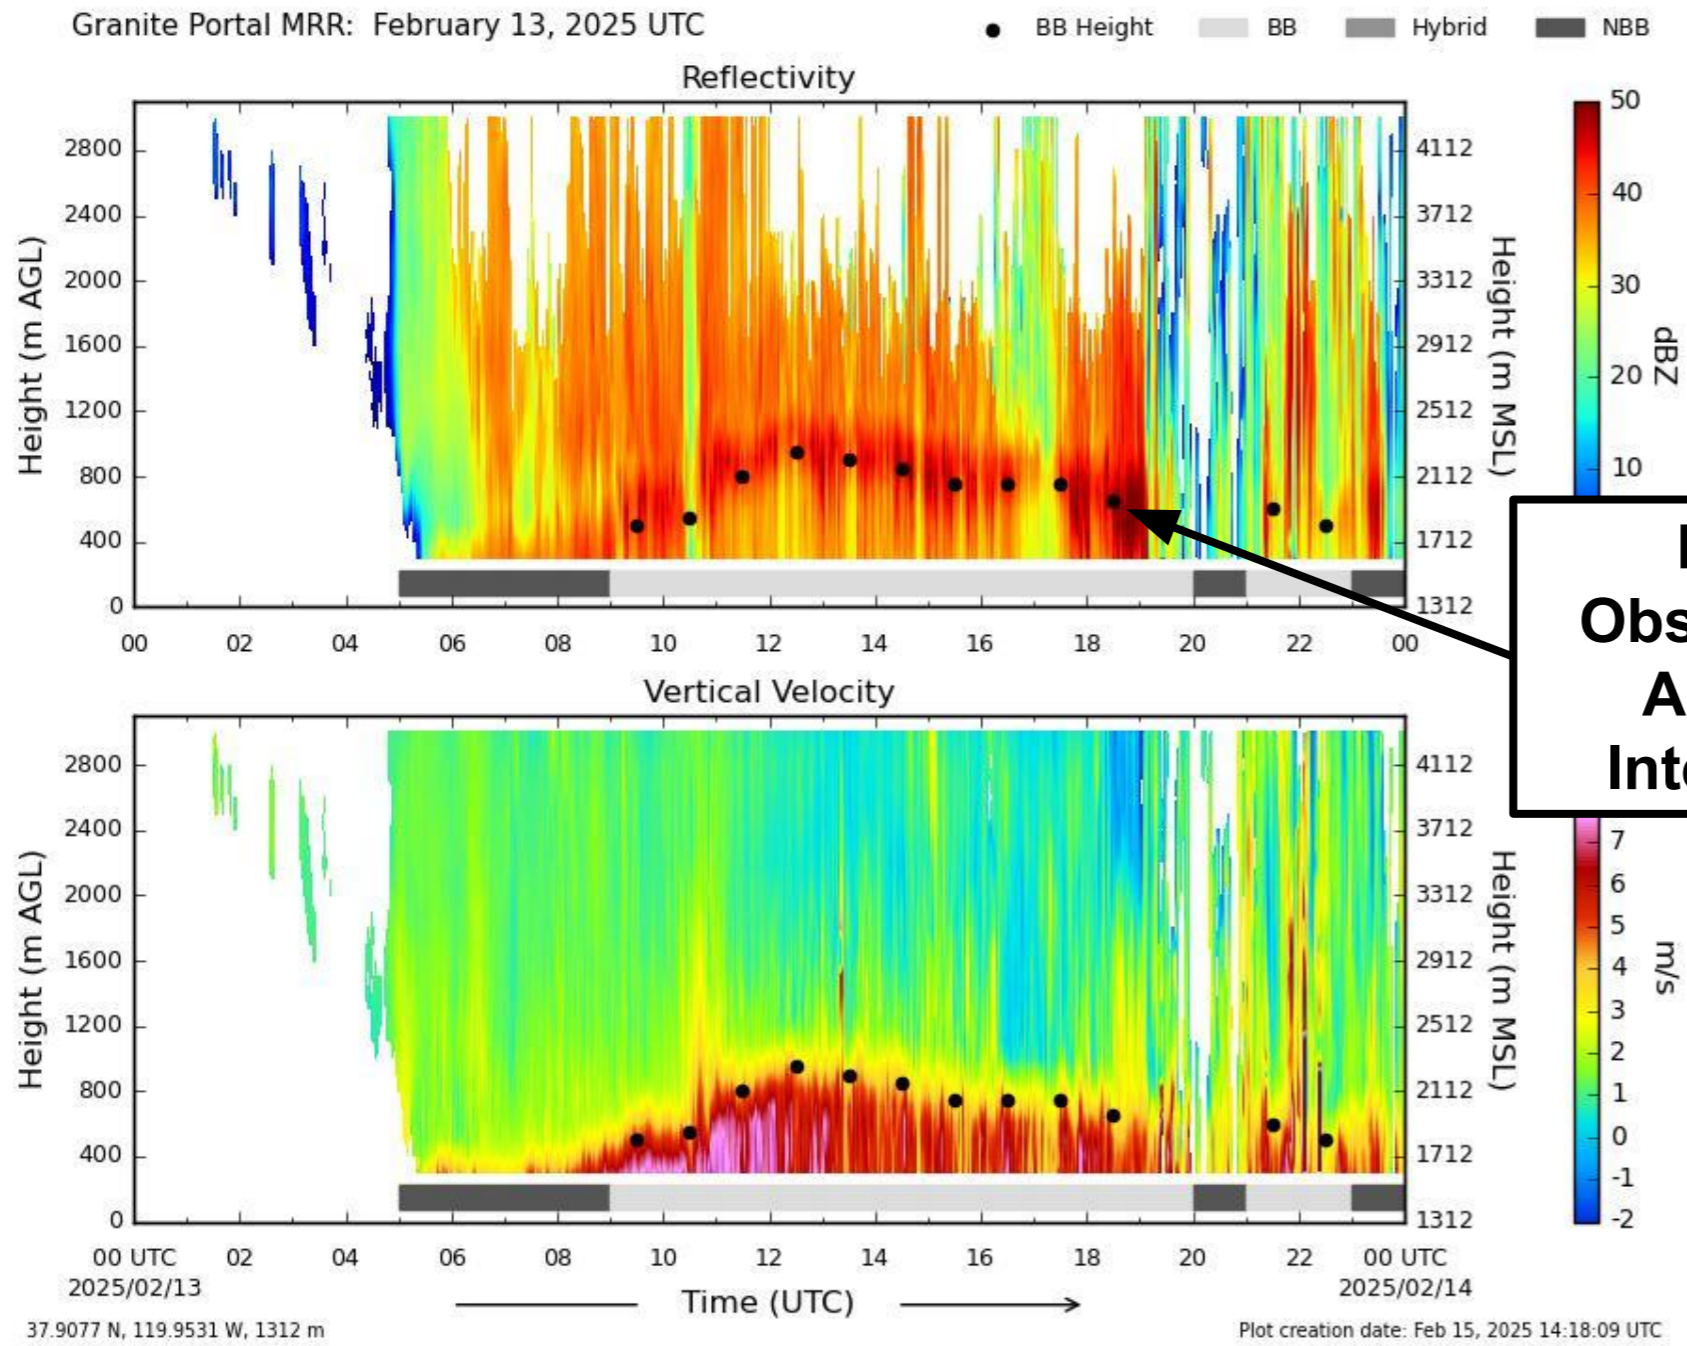 Granite Portal MRR:  February 13, 2025 UTC
BB Height
BB
Hybrid
NBB
Reflectivity
Height (m AGL)
2800
2400
2000
1600
1200
800
400
0
4112
3712
3312
2912
2512
2112
1712
1312
Height (m MSL)
50
40
30
20
10
dBZ
00 02 04 06 08 10 12 14 16 18 20 22 00
Vertical Velocity
Height (m AGL)
2800
2400
2000
1600
1200
800
400
0
4112
3712
3312
2912
2512
2112
1712
1312
Height (m MSL)
7
6
5
4
3
2
1
0
-1
-2
m/s
00 UTC 02 04 06 08 10 12 14 16 18 20 22 00 UTC
2025/02/13
2025/02/14
Time (UTC)
37.9077 N, 119.9531 W, 1312 m
Plot creation date: Feb 15, 2025 14:18:09 UTC